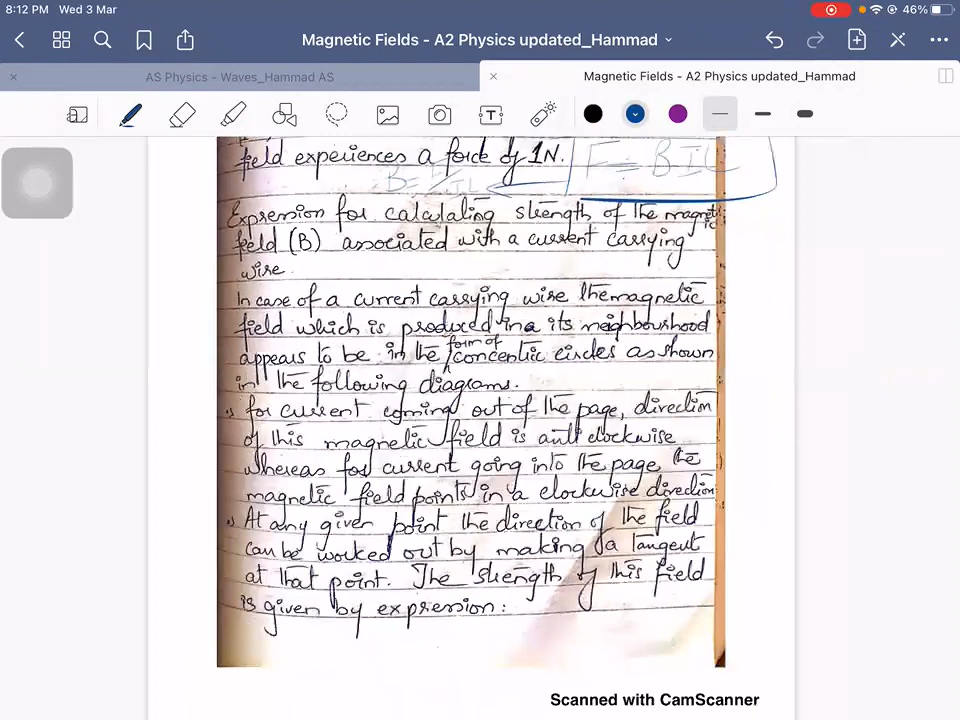 8:12 PM Wed 3 Mar
46%
Magnetic Fields - A2 Physics updated_Hammad
AS Physics - Waves_Hammad AS
Magnetic Fields - A2 Physics updated_Hammad
field experiences a force of 1N.
F = BIL
B =
IL
Expression for calculating strength of the magnetic
field (B) associated with a current carrying
wire.
In case of a current carrying wire the magnetic
field which is produced in its neighbourhood
form of
appears to be in the concentic circles as shown
in the following diagrams.
for current coming out of the page, direction
of this magnetic field is anti clockwise
whereas for current going into the page the
magnetic field points in a clockwise direction
At any given point the direction of the field
can be worked out by making a tangent
at that point. The strength of this field
is given by expression:
Scanned with CamScanner